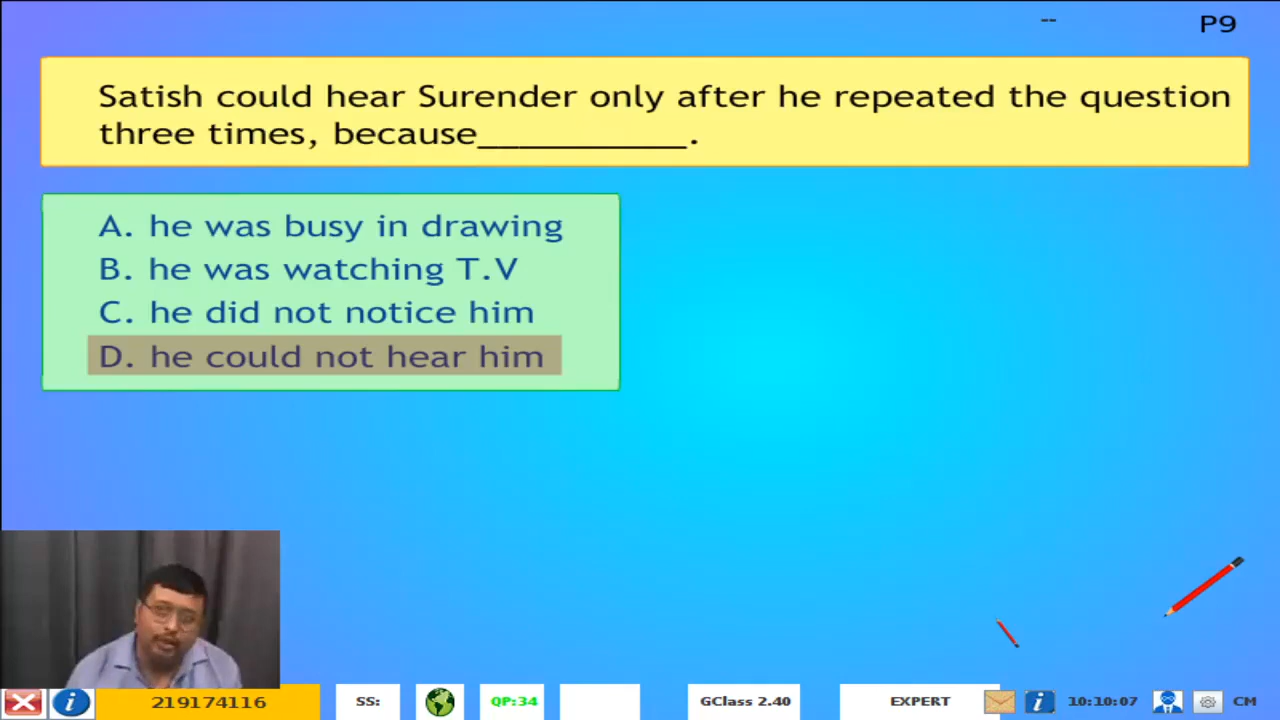 -- P9
Satish could hear Surender only after he repeated the question
three times, because__________.
A. he was busy in drawing
B. he was watching T.V
C. he did not notice him
D. he could not hear him
219174116 SS: QP:34 GClass 2.40 EXPERT 10:10:07 CM